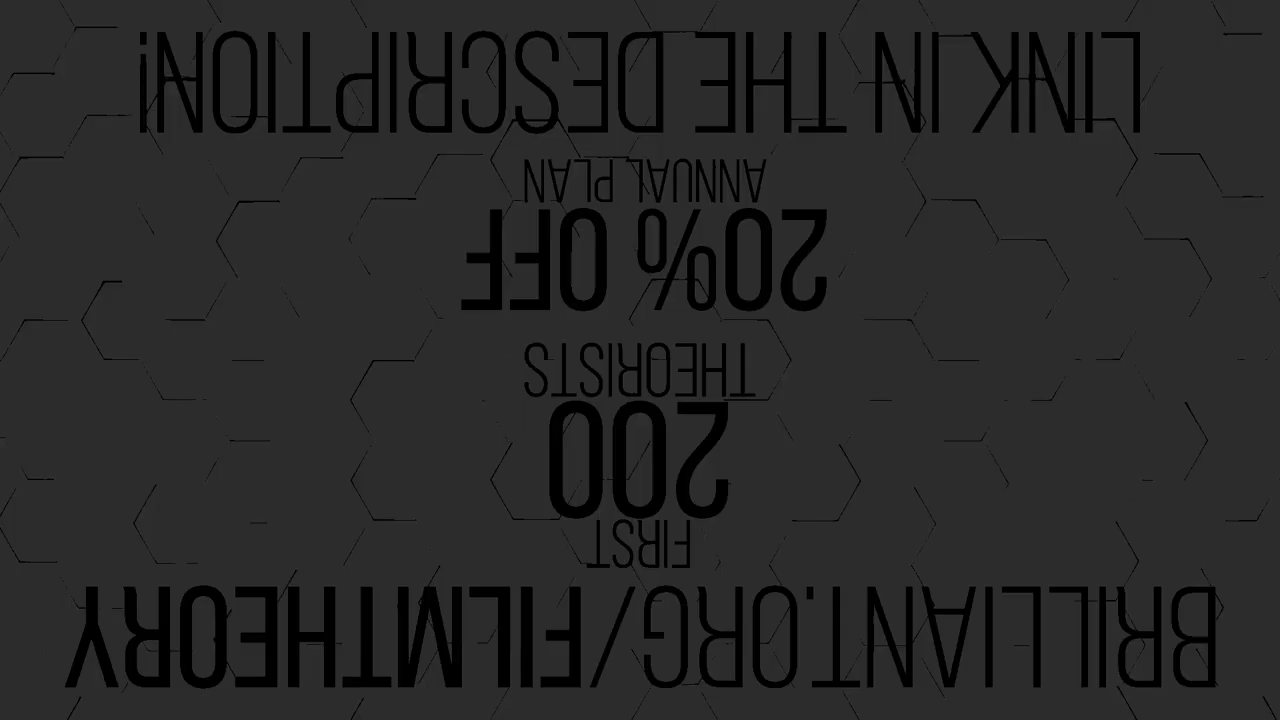 BRILLIANT.ORG/FILMTHEORY
FIRST
200
THEORISTS
20% OFF
ANNUAL PLAN
LINK IN THE DESCRIPTION!